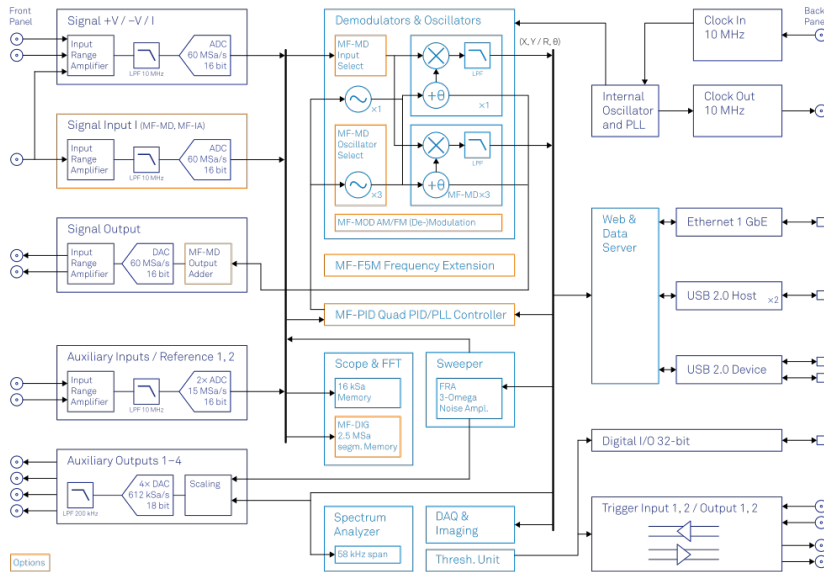 Front
Panel
Signal +V / –V / I
Input
Range
Amplifier
LPF 10 MHz
ADC
60 MSa/s
16 bit
Signal Input I (MF-MD, MF-IA)
Input
Range
Amplifier
LPF 10 MHz
ADC
60 MSa/s
16 bit
Signal Output
Input
Range
Amplifier
DAC
60 MSa/s
16 bit
MF-MD
Output
Adder
Auxiliary Inputs / Reference 1, 2
Input
Range
Amplifier
LPF 10 MHz
2× ADC
15 MSa/s
16 bit
Auxiliary Outputs 1–4
LPF 200 kHz
4× DAC
612 kSa/s
18 bit
Scaling
Options
Demodulators & Oscillators
MF-MD
Input
Select
×1
MF-MD
Oscillator
Select
×3
LPF
+θ
×1
LPF
+θ
MF-MD×3
(X, Y / R, θ)
MF-MOD AM/FM (De-)Modulation
MF-F5M Frequency Extension
MF-PID Quad PID/PLL Controller
Scope & FFT
16 kSa
Memory
MF-DIG
2.5 MSa
segm. Memory
Sweeper
FRA
3-Omega
Noise Ampl.
Spectrum
Analyzer
58 kHz span
DAQ &
Imaging
Thresh. Unit
Back
Panel
Clock In
10 MHz
Internal
Oscillator
and PLL
Clock Out
10 MHz
Web &
Data
Server
Ethernet 1 GbE
USB 2.0 Host ×2
USB 2.0 Device
Digital I/O 32-bit
Trigger Input 1, 2 / Output 1, 2